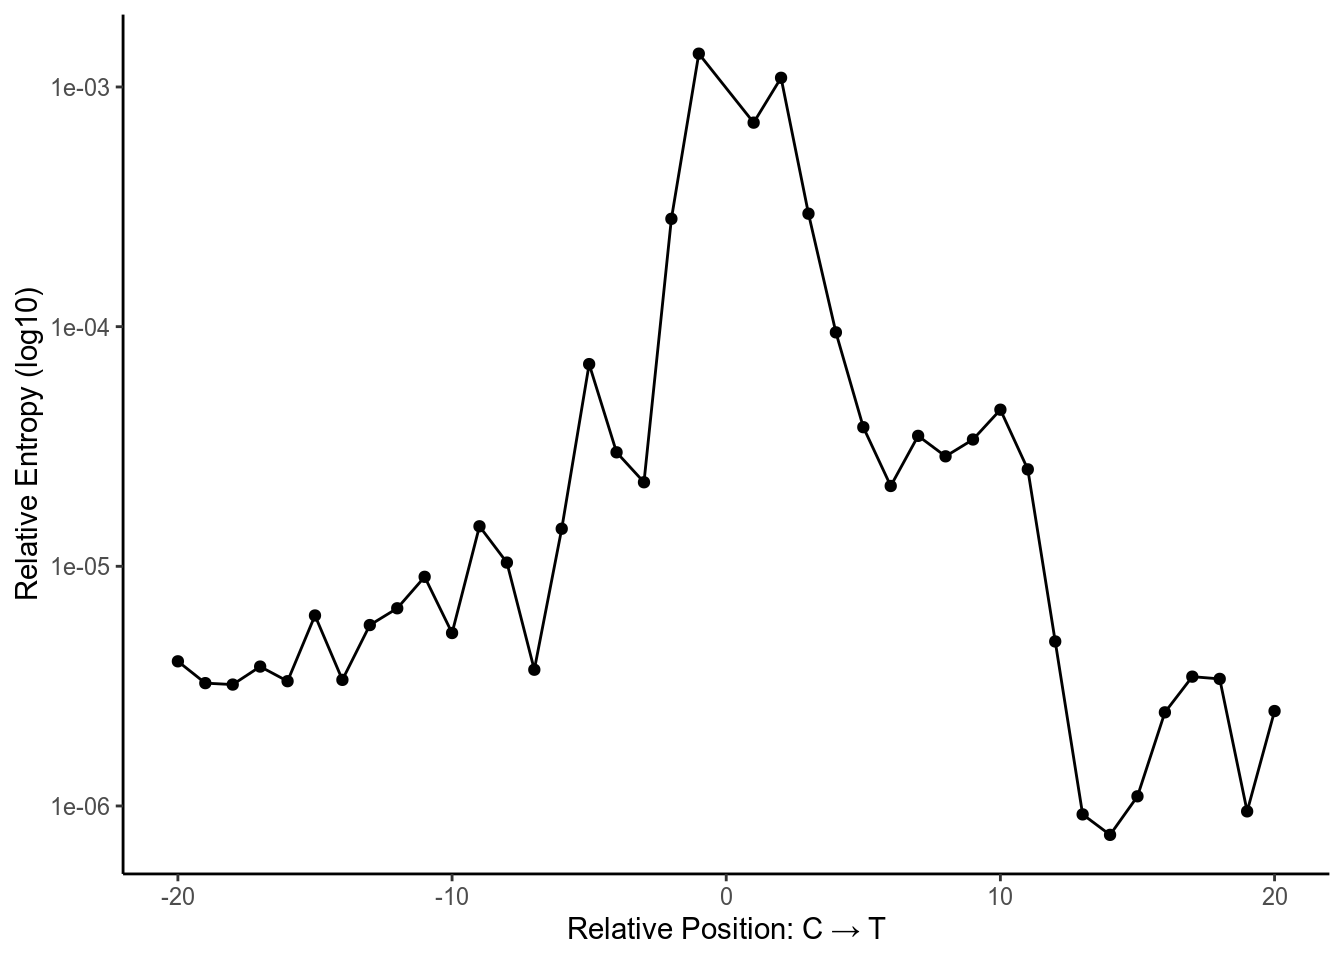 Relative Entropy (log10)
1e-03
1e-04
1e-05
1e-06
-20 -10 0 10 20
Relative Position: C → T